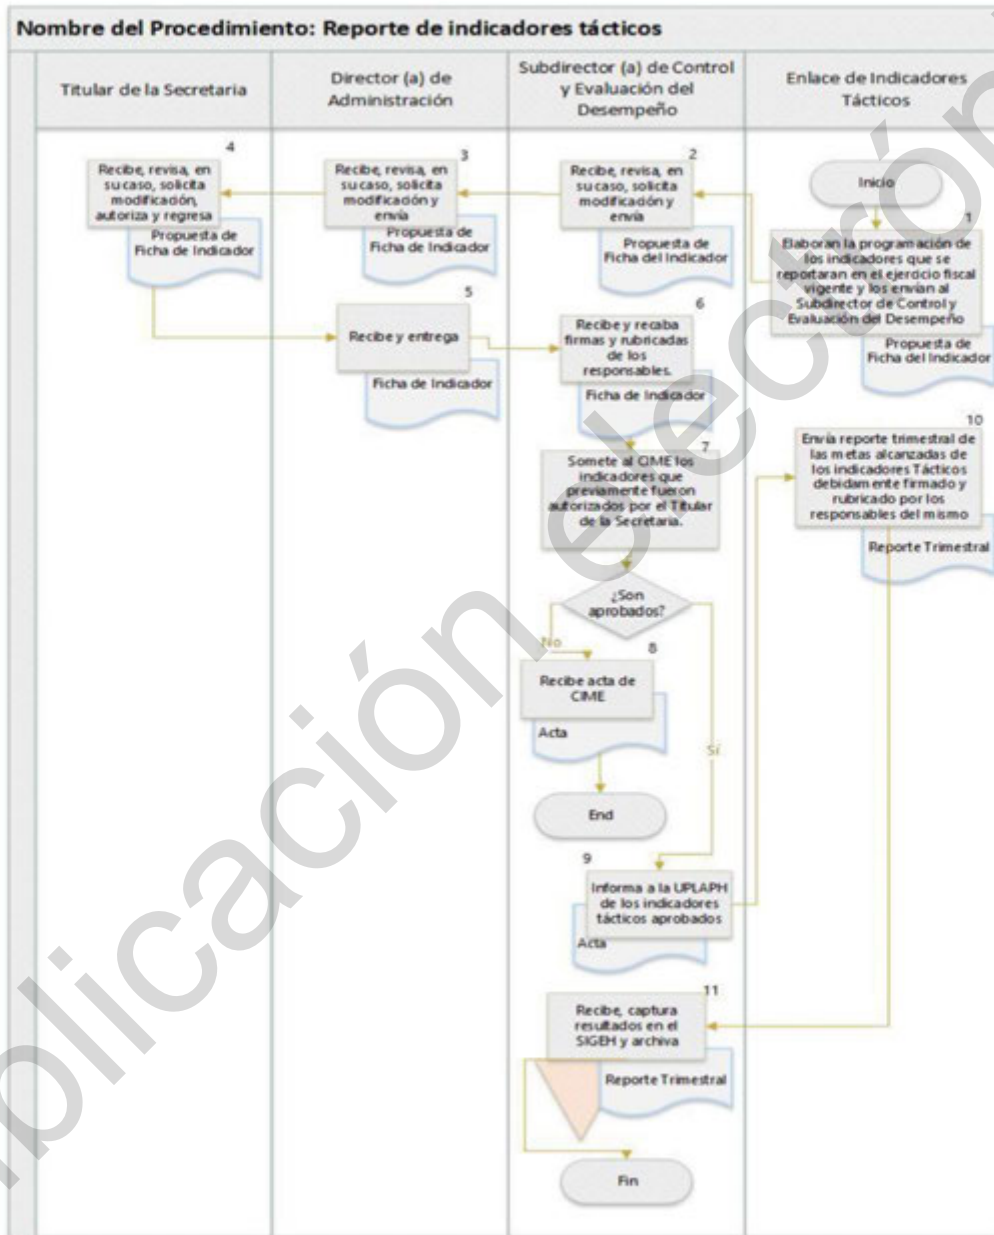 Nombre del Procedimiento: Reporte de indicadores tácticos
Titular de la Secretaria
Director (a) de
Administración
Subdirector (a) de Control
y Evaluación del
Desempeño
Enlace de Indicadores
Tácticos
Inicio
1
Elaboran la programación de
los indicadores que se
reportaran en el ejercicio fiscal
vigente y los envían al
Subdirector de Control y
Evaluación del Desempeño
Propuesta de
Ficha del Indicador
2
Recibe, revisa, en
su caso, solicita
modificación y
envía
Propuesta de
Ficha del Indicador
3
Recibe, revisa, en
su caso, solicita
modificación y
envía
Propuesta de
Ficha de Indicador
4
Recibe, revisa, en
su caso, solicita
modificación,
autoriza y regresa
Propuesta de
Ficha de Indicador
5
Recibe y entrega
Ficha de Indicador
6
Recibe y recaba
firmas y rubricadas
de los
responsables.
Ficha de Indicador
7
Somete al CIME los
indicadores que
previamente fueron
autorizados por el Titular
de la Secretaria.
¿Son
aprobados?
No
8
Recibe acta de
CIME
Acta
End
Sí
9
Informa a la UPLAPH
de los indicadores
tácticos aprobados
Acta
10
Envía reporte trimestral de
las metas alcanzadas de
los indicadores Tácticos
debidamente firmado y
rubricado por los
responsables del mismo
Reporte Trimestral
11
Recibe, captura
resultados en el
SIGEH y archiva
Reporte Trimestral
Fin
blicación electrón